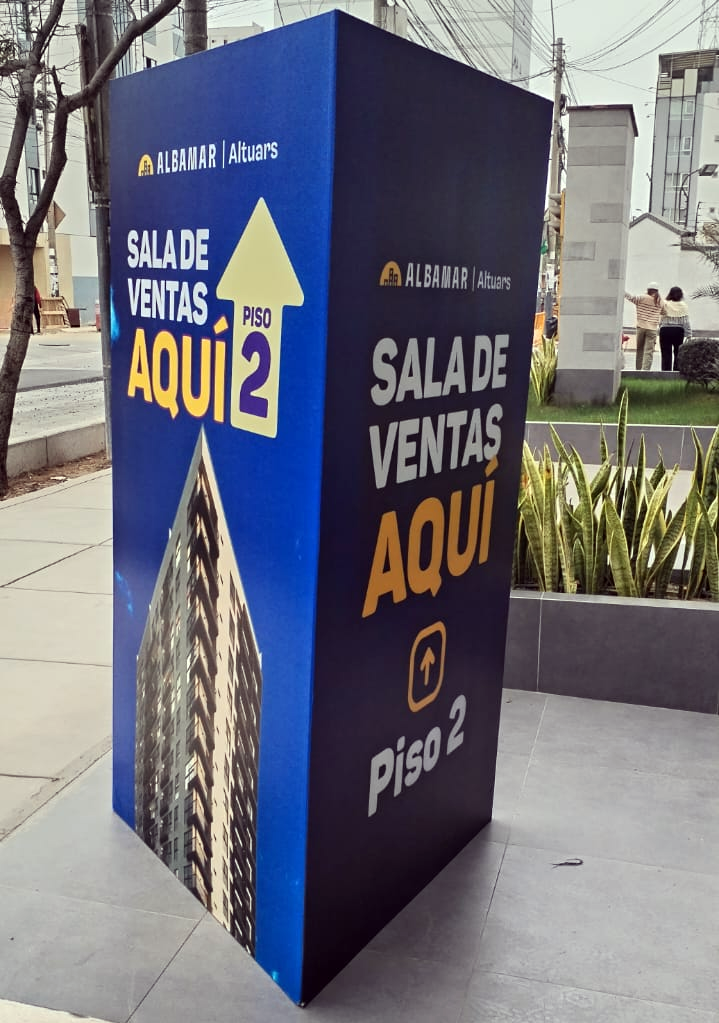 ALBAMAR | Altuars
SALA DE
VENTAS
AQUÍ
PISO
2
ALBAMAR | Altuars
SALA DE
VENTAS
AQUÍ
Piso 2